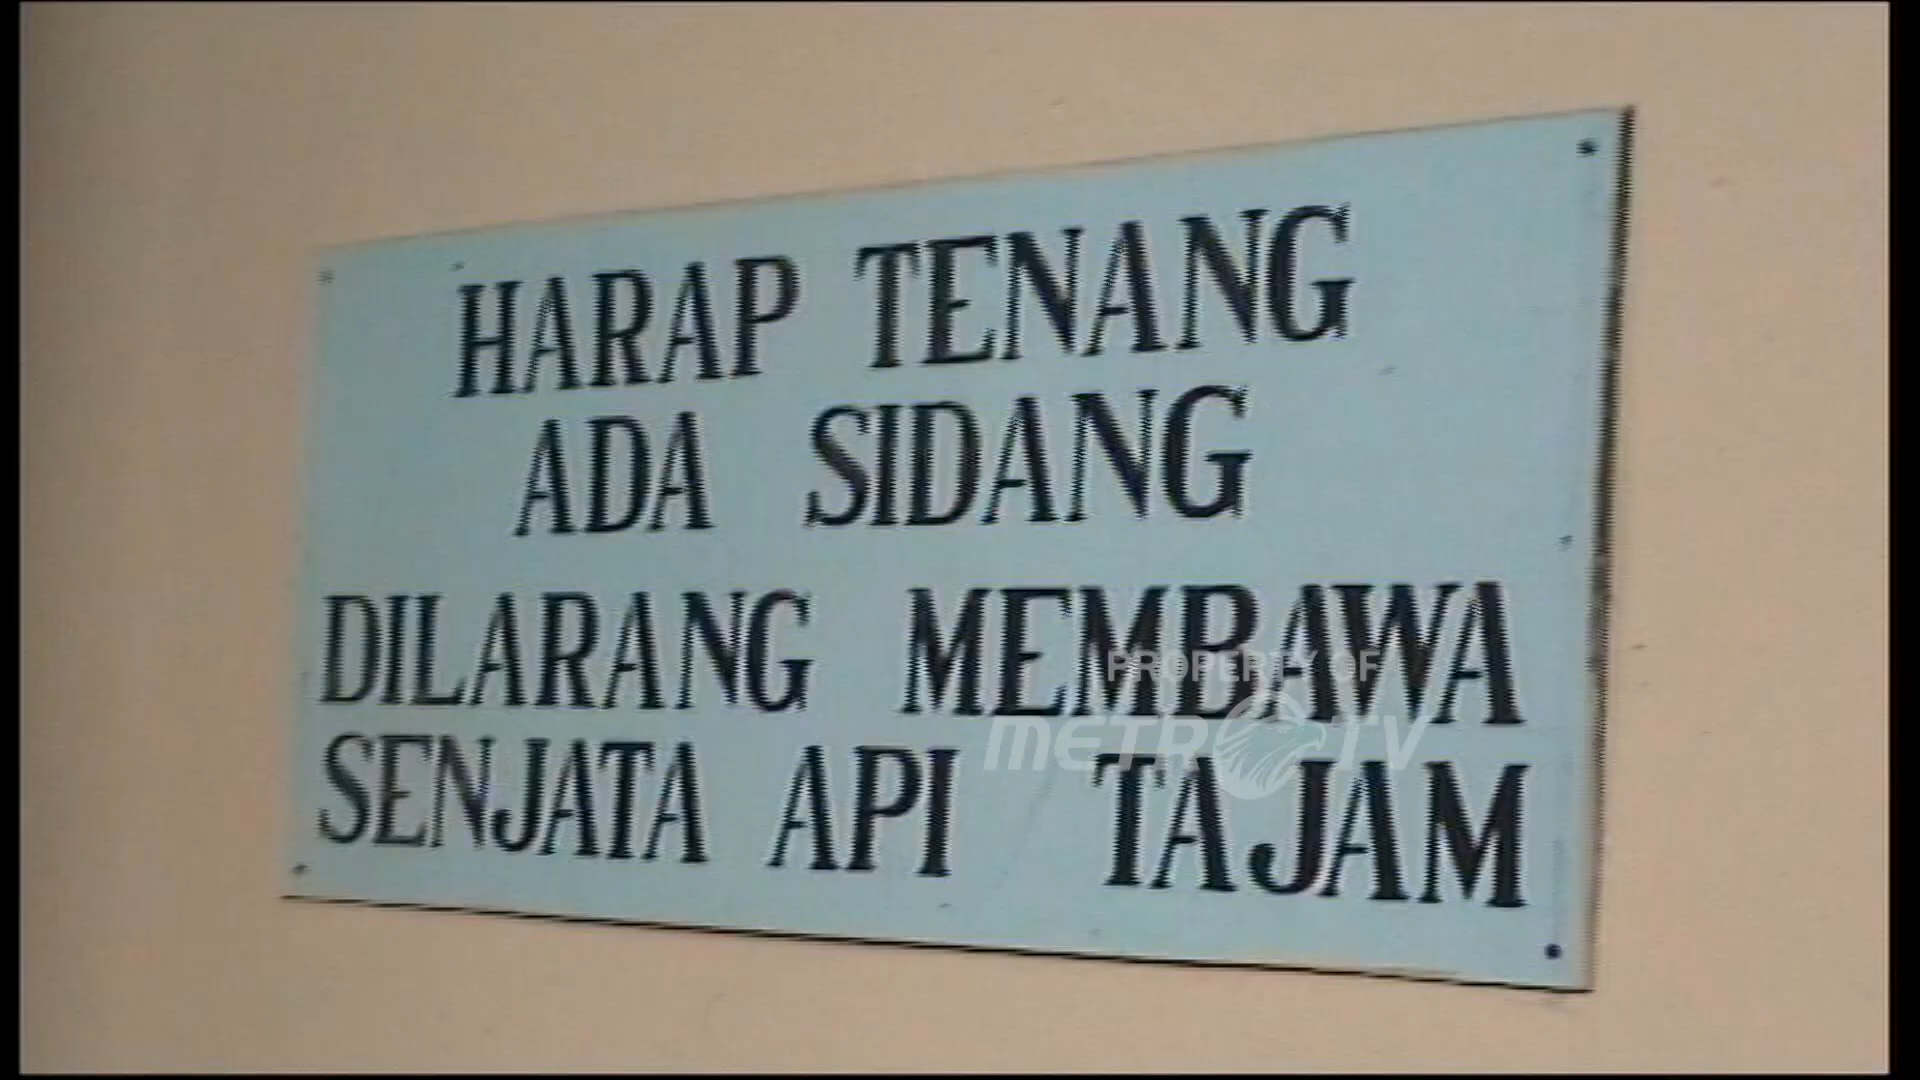 HARAP TENANG
ADA SIDANG
DILARANG MEMBAWA
SENJATA API TAJAM
PROPERTY OF
METRO TV